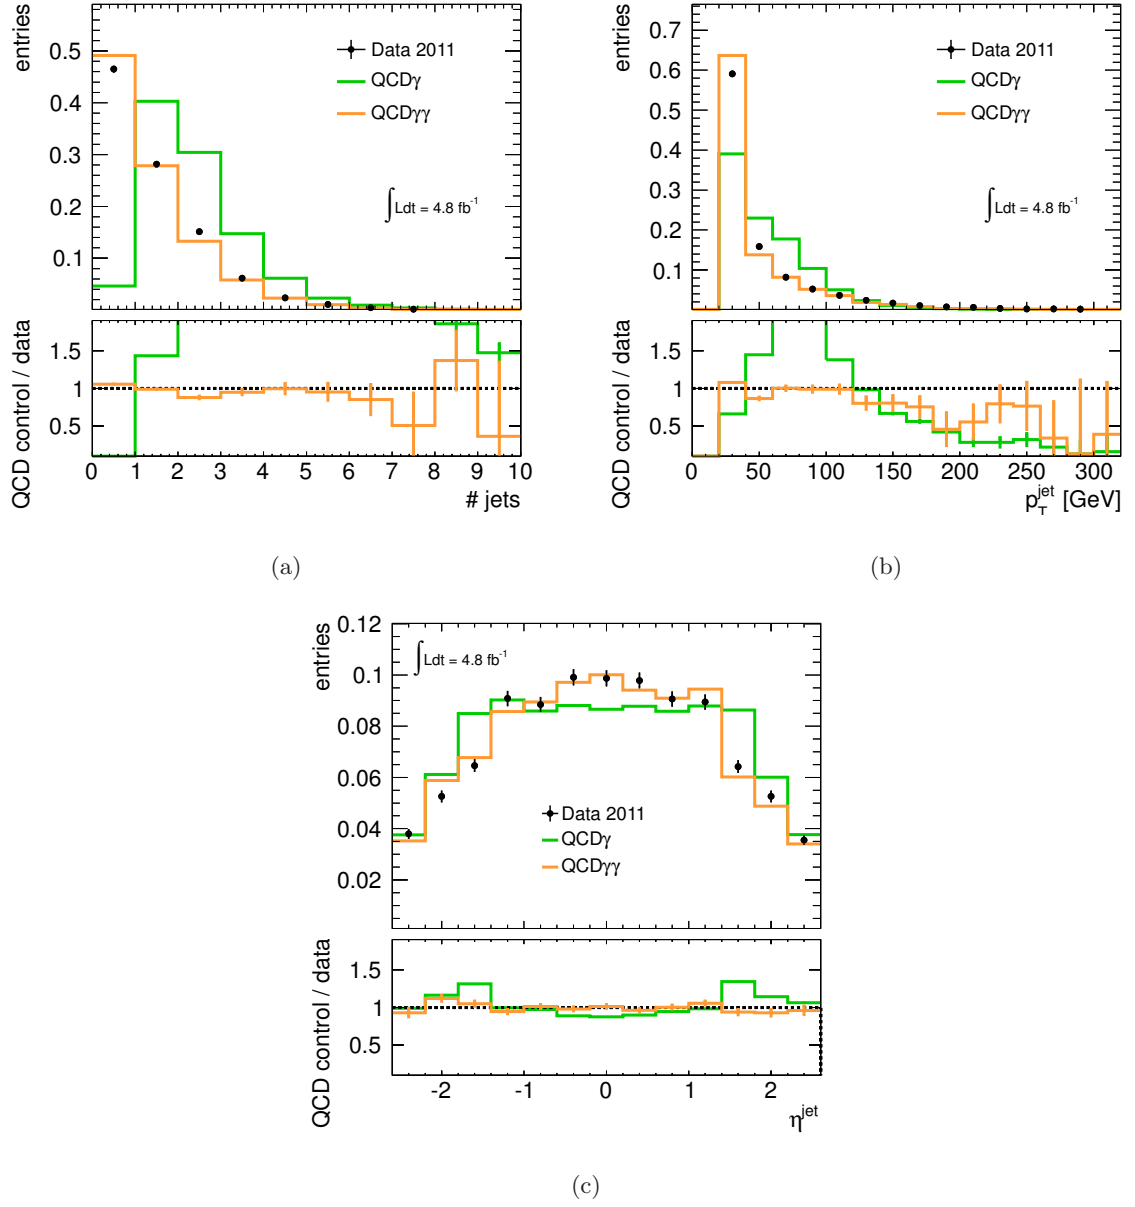 entries
0.5
0.4
0.3
0.2
0.1
Data 2011
QCDγ
QCDγγ
∫Ldt = 4.8 fb⁻¹
QCD control / data
1.5
1
0.5
0 1 2 3 4 5 6 7 8 9 10
# jets
(a)
entries
0.7
0.6
0.5
0.4
0.3
0.2
0.1
Data 2011
QCDγ
QCDγγ
∫Ldt = 4.8 fb⁻¹
QCD control / data
1.5
1
0.5
0 50 100 150 200 250 300
p_T^jet [GeV]
(b)
entries
0.12
0.1
0.08
0.06
0.04
0.02
∫Ldt = 4.8 fb⁻¹
Data 2011
QCDγ
QCDγγ
QCD control / data
1.5
1
0.5
-2 -1 0 1 2
η^jet
(c)